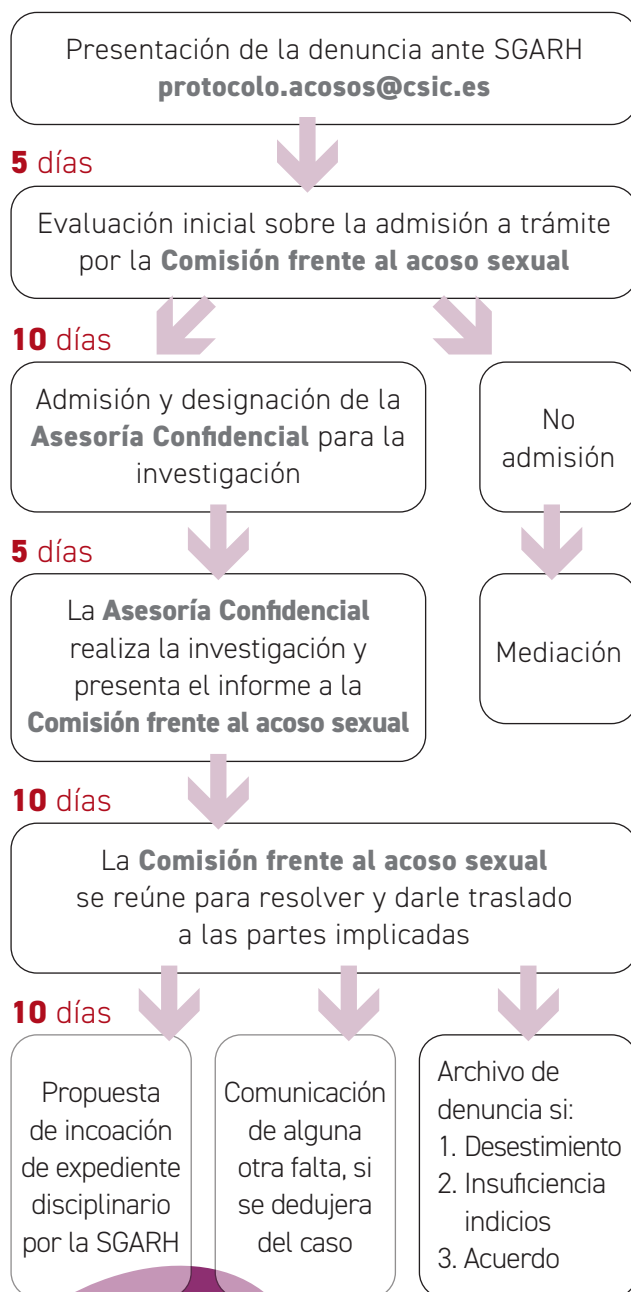 Presentación de la denuncia ante SGARH
protocolo.acosos@csic.es
5 días
Evaluación inicial sobre la admisión a trámite
por la Comisión frente al acoso sexual
10 días
Admisión y designación de la
Asesoría Confidencial para la
investigación
No
admisión
5 días
La Asesoría Confidencial
realiza la investigación y
presenta el informe a la
Comisión frente al acoso sexual
Mediación
10 días
La Comisión frente al acoso sexual
se reúne para resolver y darle traslado
a las partes implicadas
10 días
Propuesta
de incoación
de expediente
disciplinario
por la SGARH
Comunicación
de alguna
otra falta, si
se dedujera
del caso
Archivo de
denuncia si:
1. Desestimiento
2. Insuficiencia
indicios
3. Acuerdo